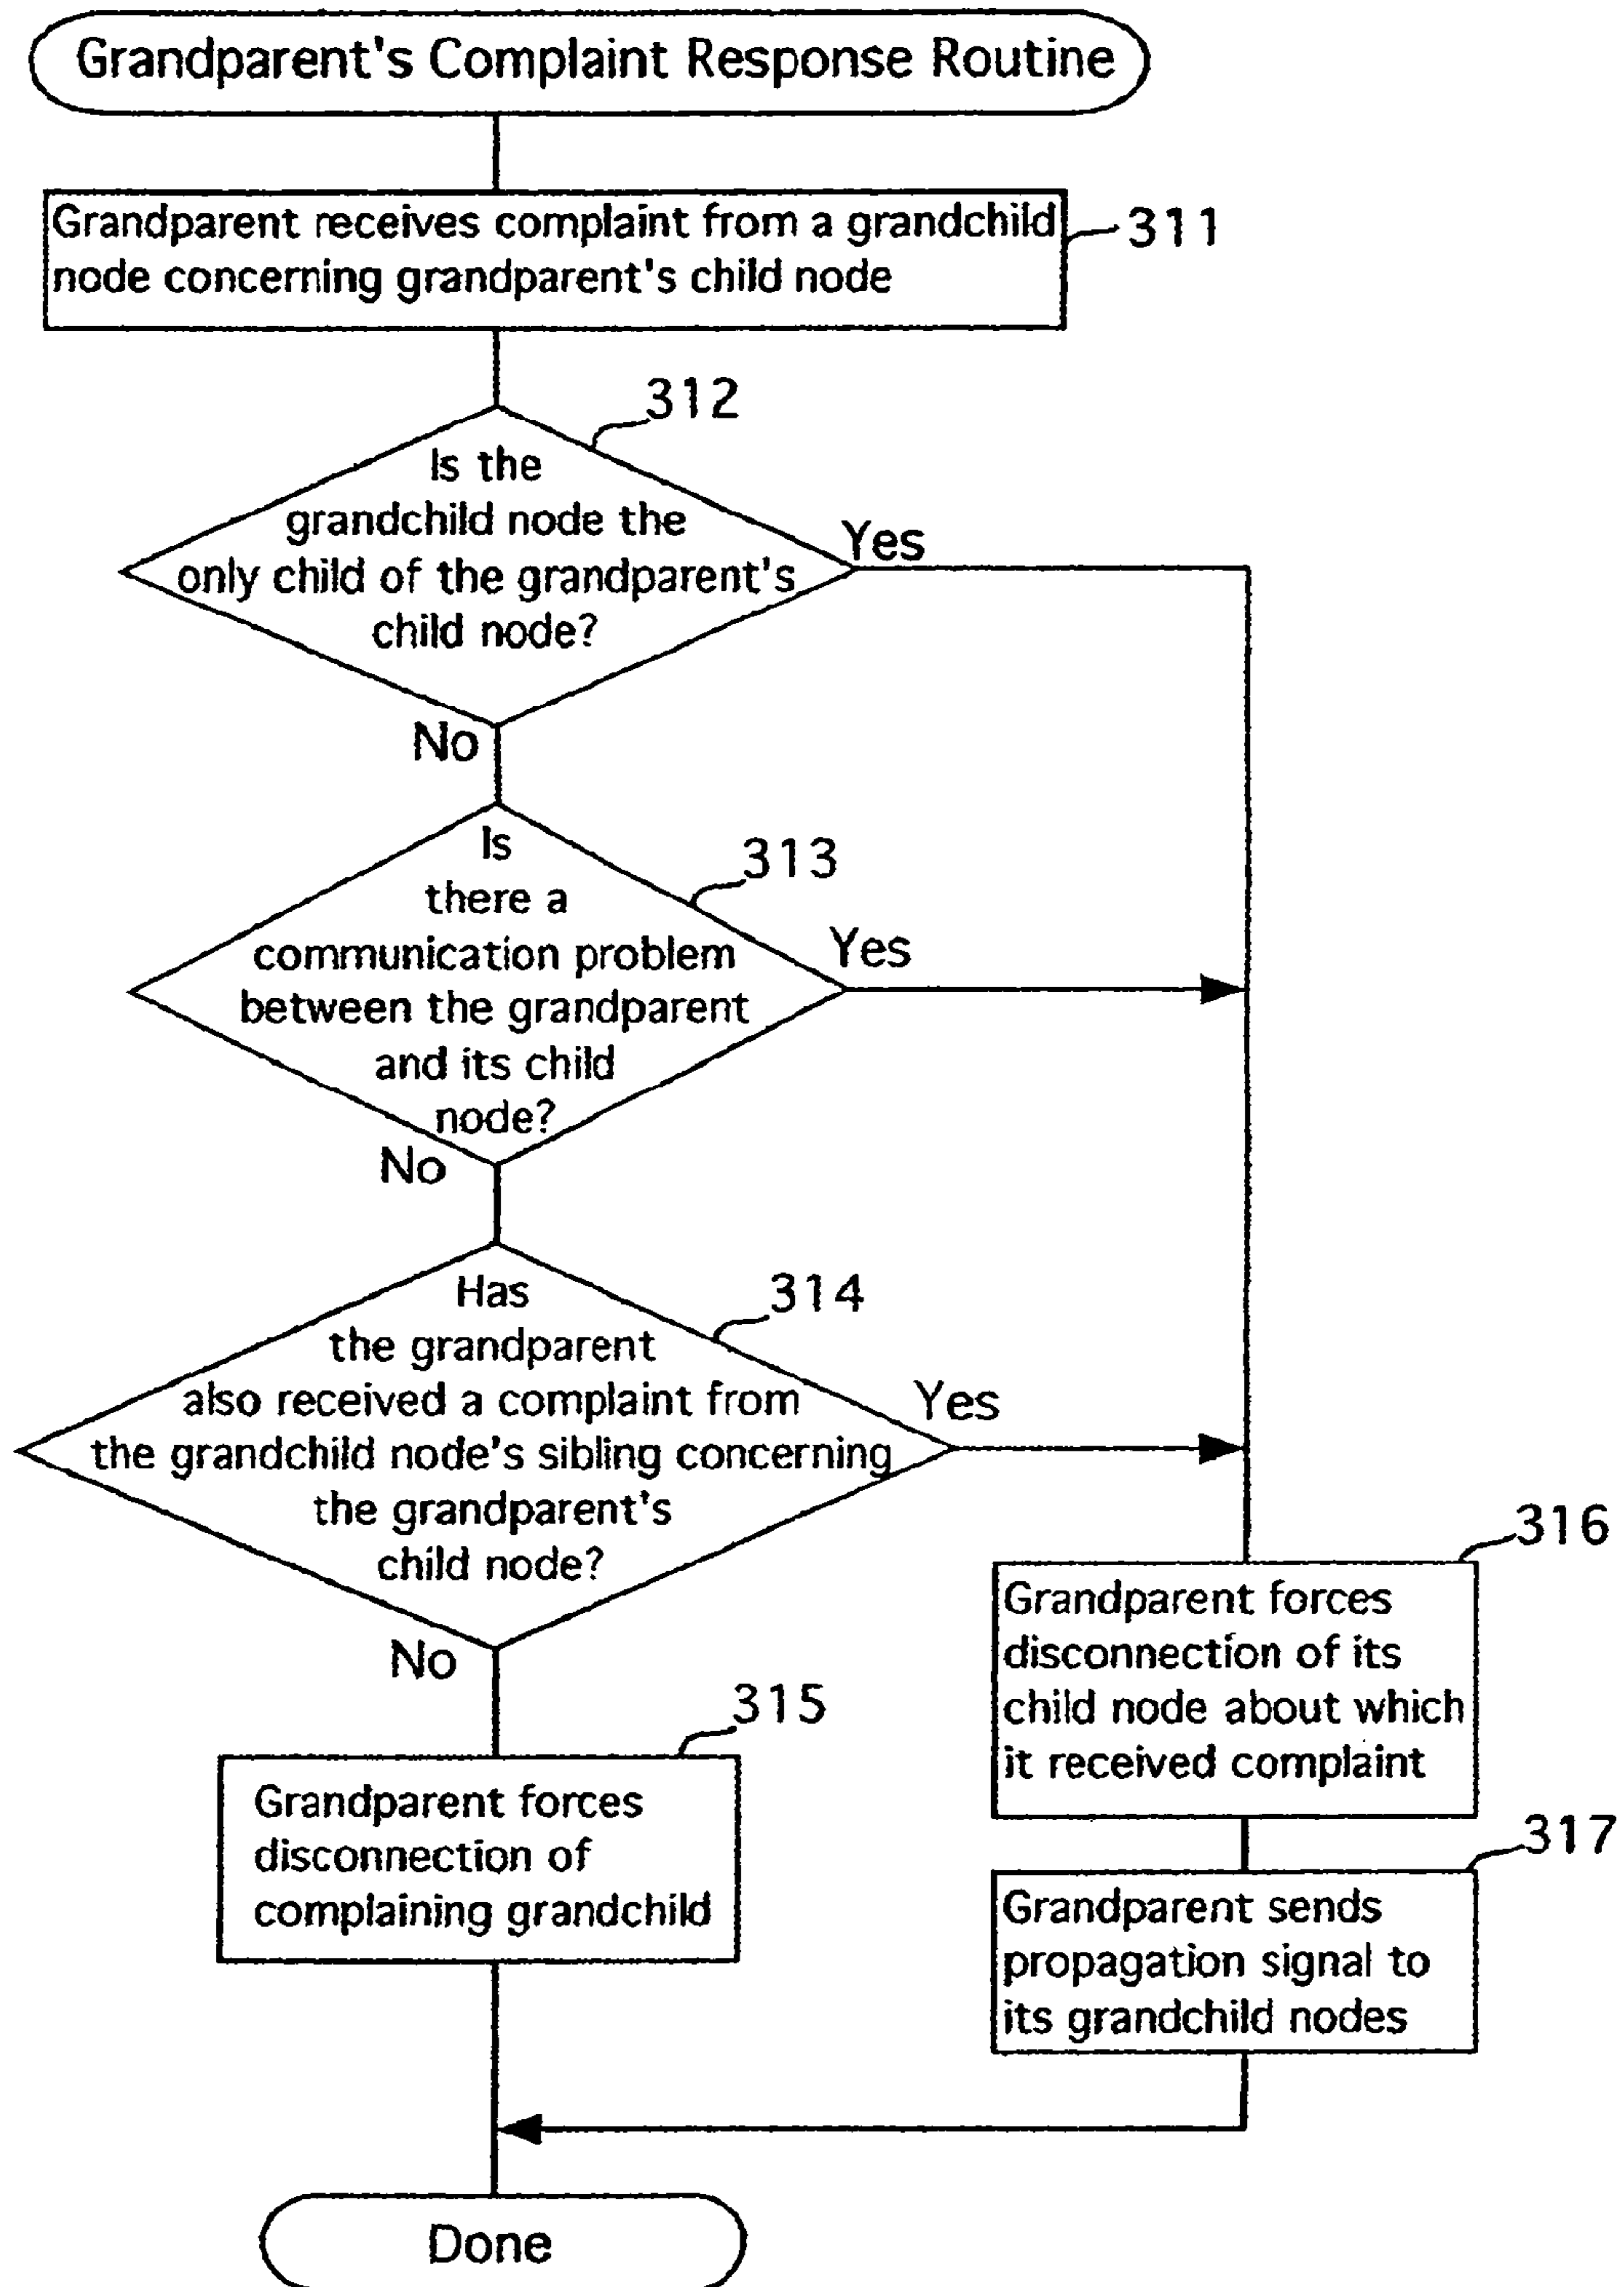 Grandparent's Complaint Response Routine
Grandparent receives complaint from a grandchild
node concerning grandparent's child node
311
312
Is the
grandchild node the
only child of the grandparent's
child node?
Yes
No
313
Is
there a
communication problem
between the grandparent
and its child
node?
Yes
No
314
Has
the grandparent
also received a complaint from
the grandchild node's sibling concerning
the grandparent's
child node?
Yes
No
316
Grandparent forces
disconnection of its
child node about which
it received complaint
315
Grandparent forces
disconnection of
complaining grandchild
317
Grandparent sends
propagation signal to
its grandchild nodes
Done